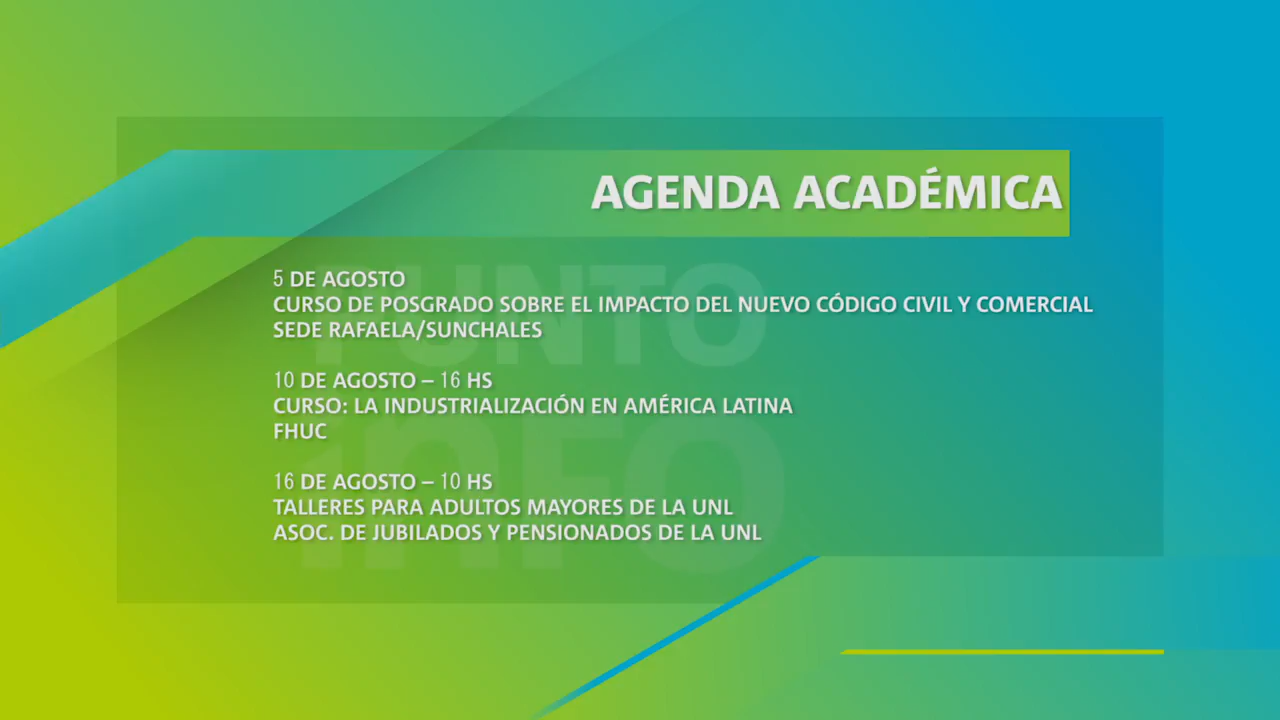 AGENDA ACADÉMICA
PUNTO
inFO
5 DE AGOSTO
CURSO DE POSGRADO SOBRE EL IMPACTO DEL NUEVO CÓDIGO CIVIL Y COMERCIAL
SEDE RAFAELA/SUNCHALES
10 DE AGOSTO – 16 HS
CURSO: LA INDUSTRIALIZACIÓN EN AMÉRICA LATINA
FHUC
16 DE AGOSTO – 10 HS
TALLERES PARA ADULTOS MAYORES DE LA UNL
ASOC. DE JUBILADOS Y PENSIONADOS DE LA UNL